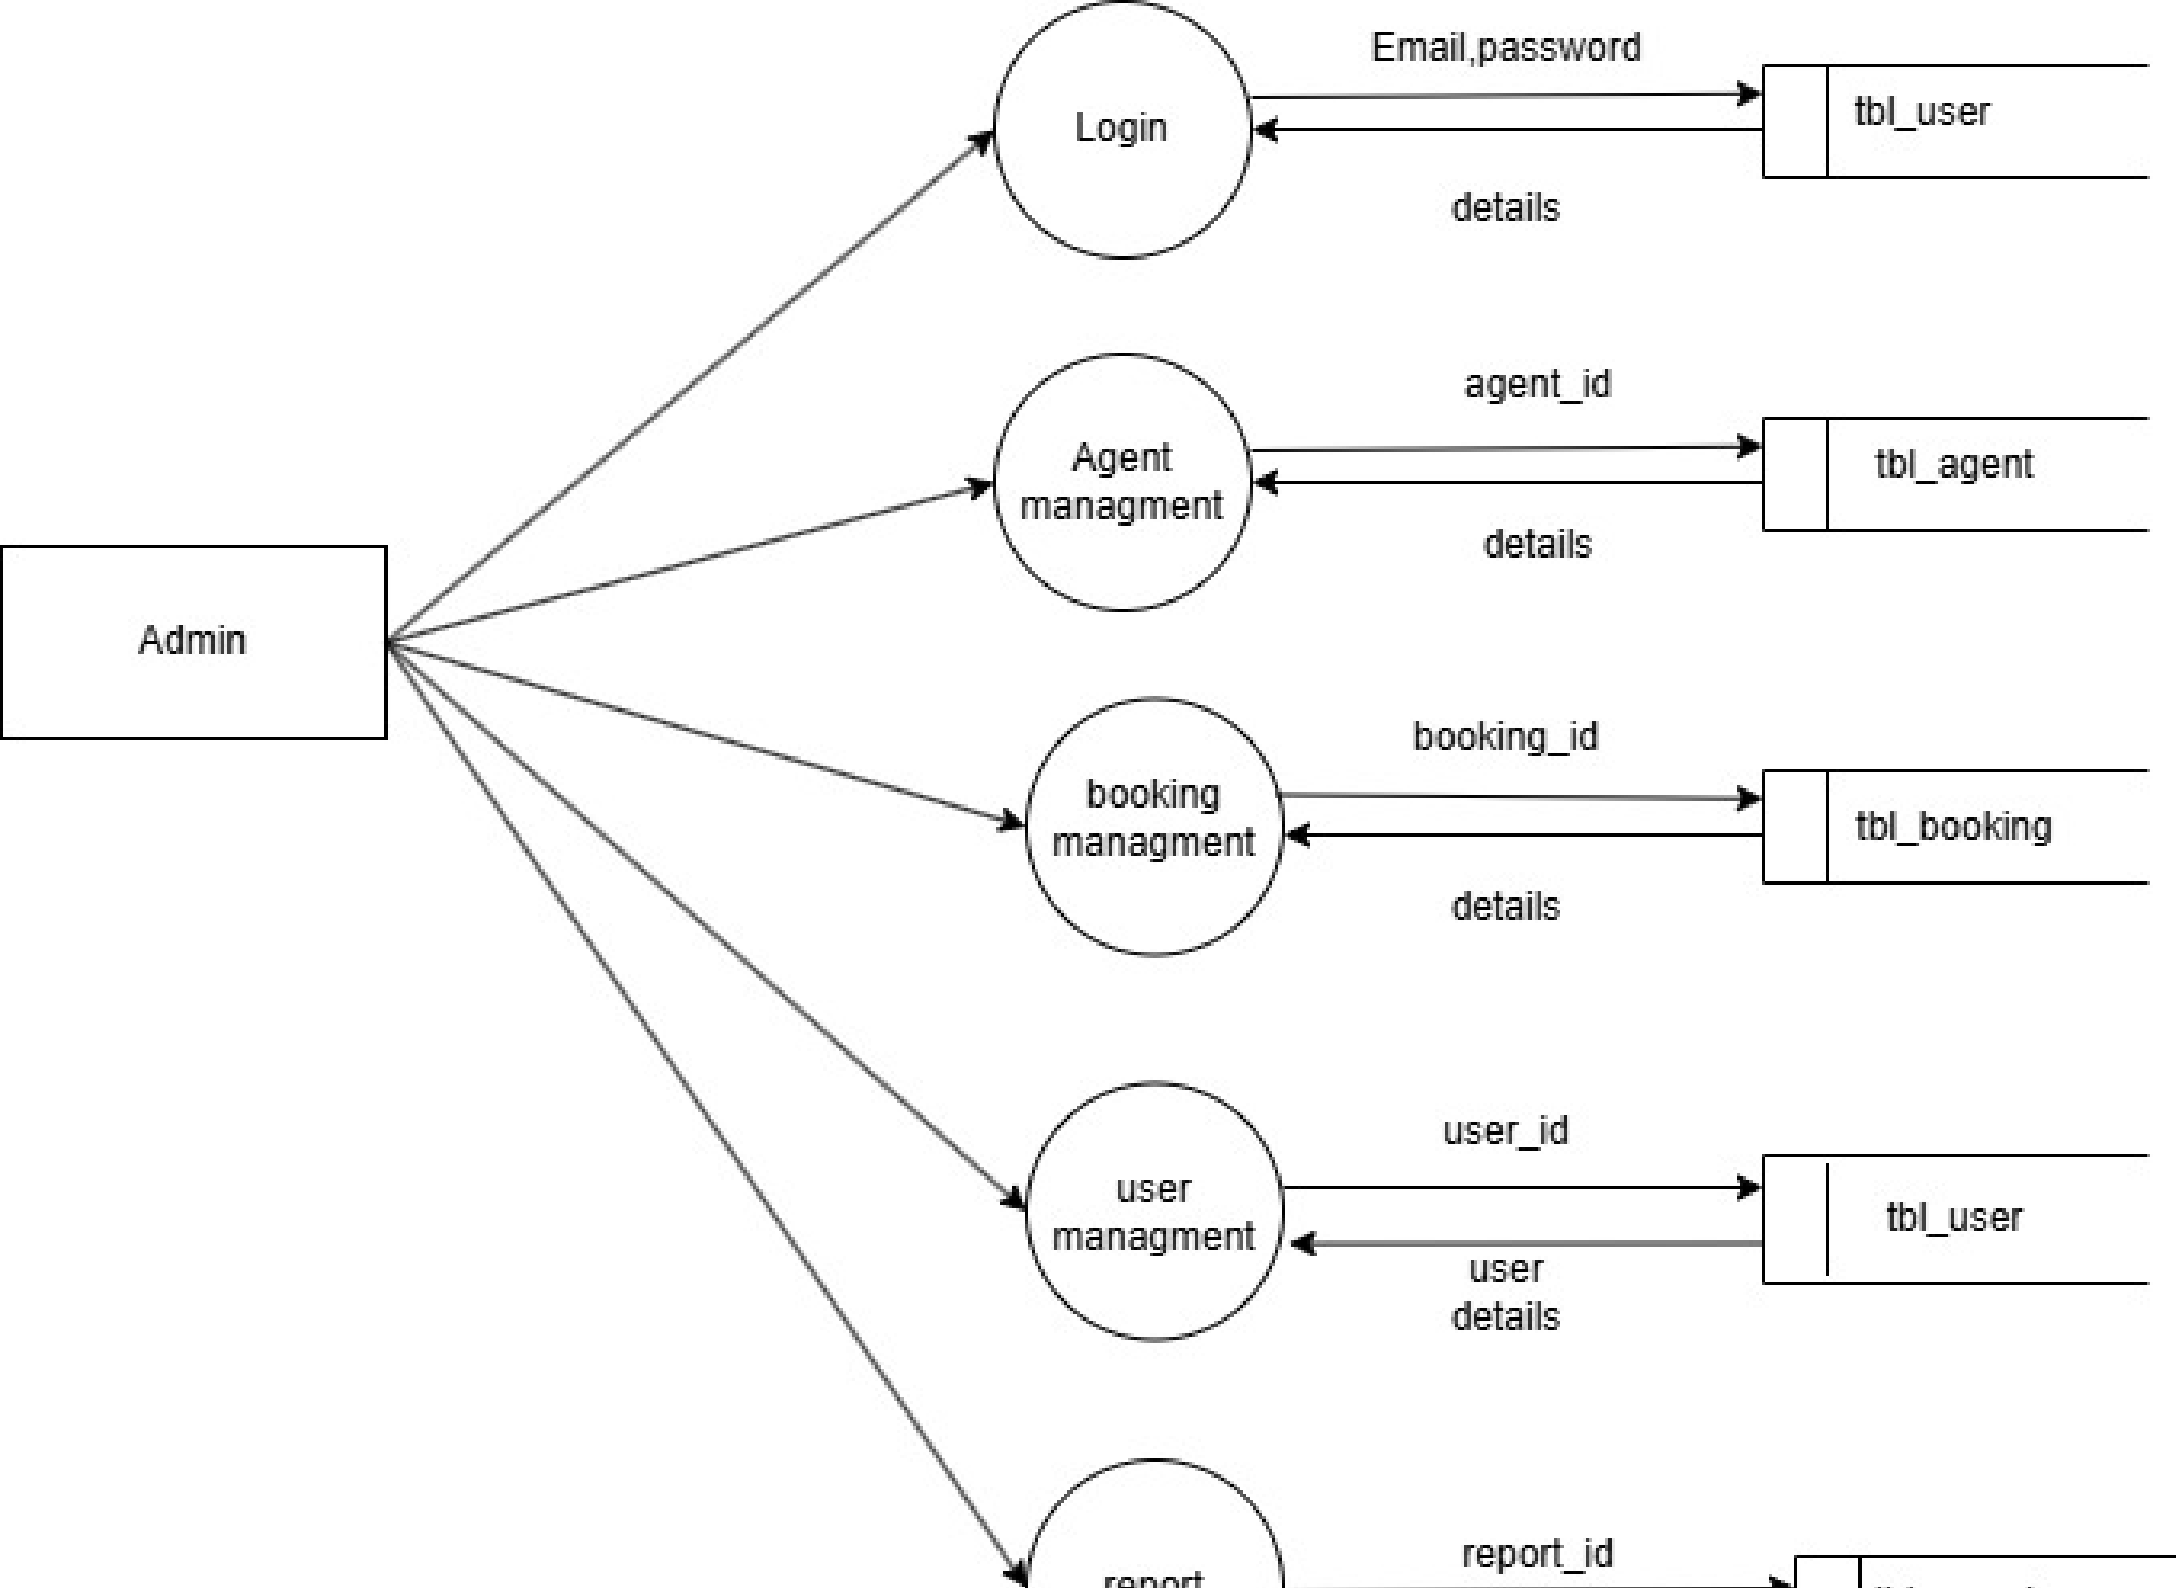 Email,password
Login
tbl_user
details
agent_id
Agent
managment
tbl_agent
details
Admin
booking_id
booking
managment
tbl_booking
details
user_id
user
managment
tbl_user
user
details
report_id
report